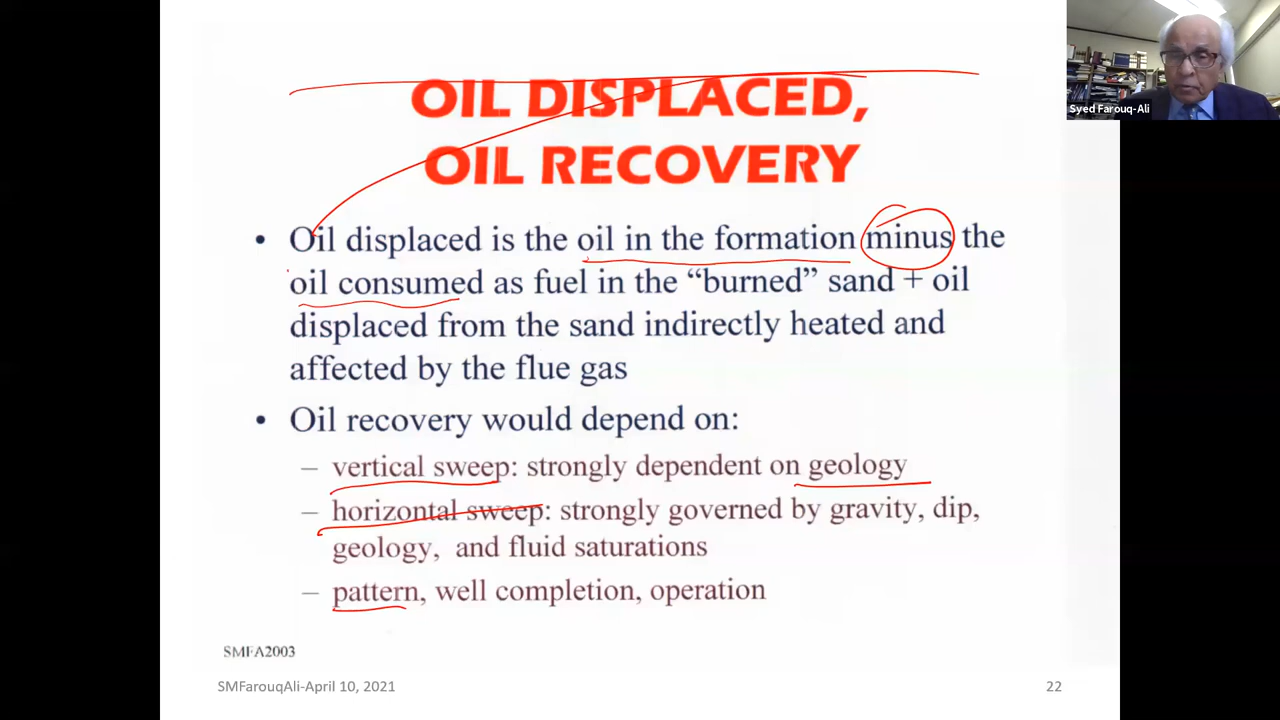 OIL DISPLACED,
OIL RECOVERY
Syed Farouq-Ali
• Oil displaced is the oil in the formation minus the
oil consumed as fuel in the “burned” sand + oil
displaced from the sand indirectly heated and
affected by the flue gas
• Oil recovery would depend on:
– vertical sweep: strongly dependent on geology
– horizontal sweep: strongly governed by gravity, dip,
geology, and fluid saturations
– pattern, well completion, operation
SMFA2003
SMFarouqAli-April 10, 2021
22